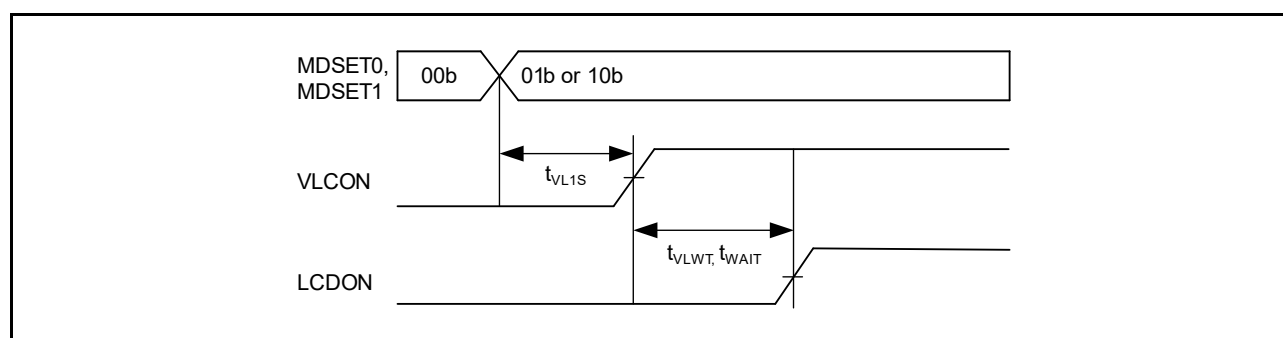 MDSET0,
MDSET1
00b
01b or 10b
tVL1S
VLCON
tVLWT, tWAIT
LCDON